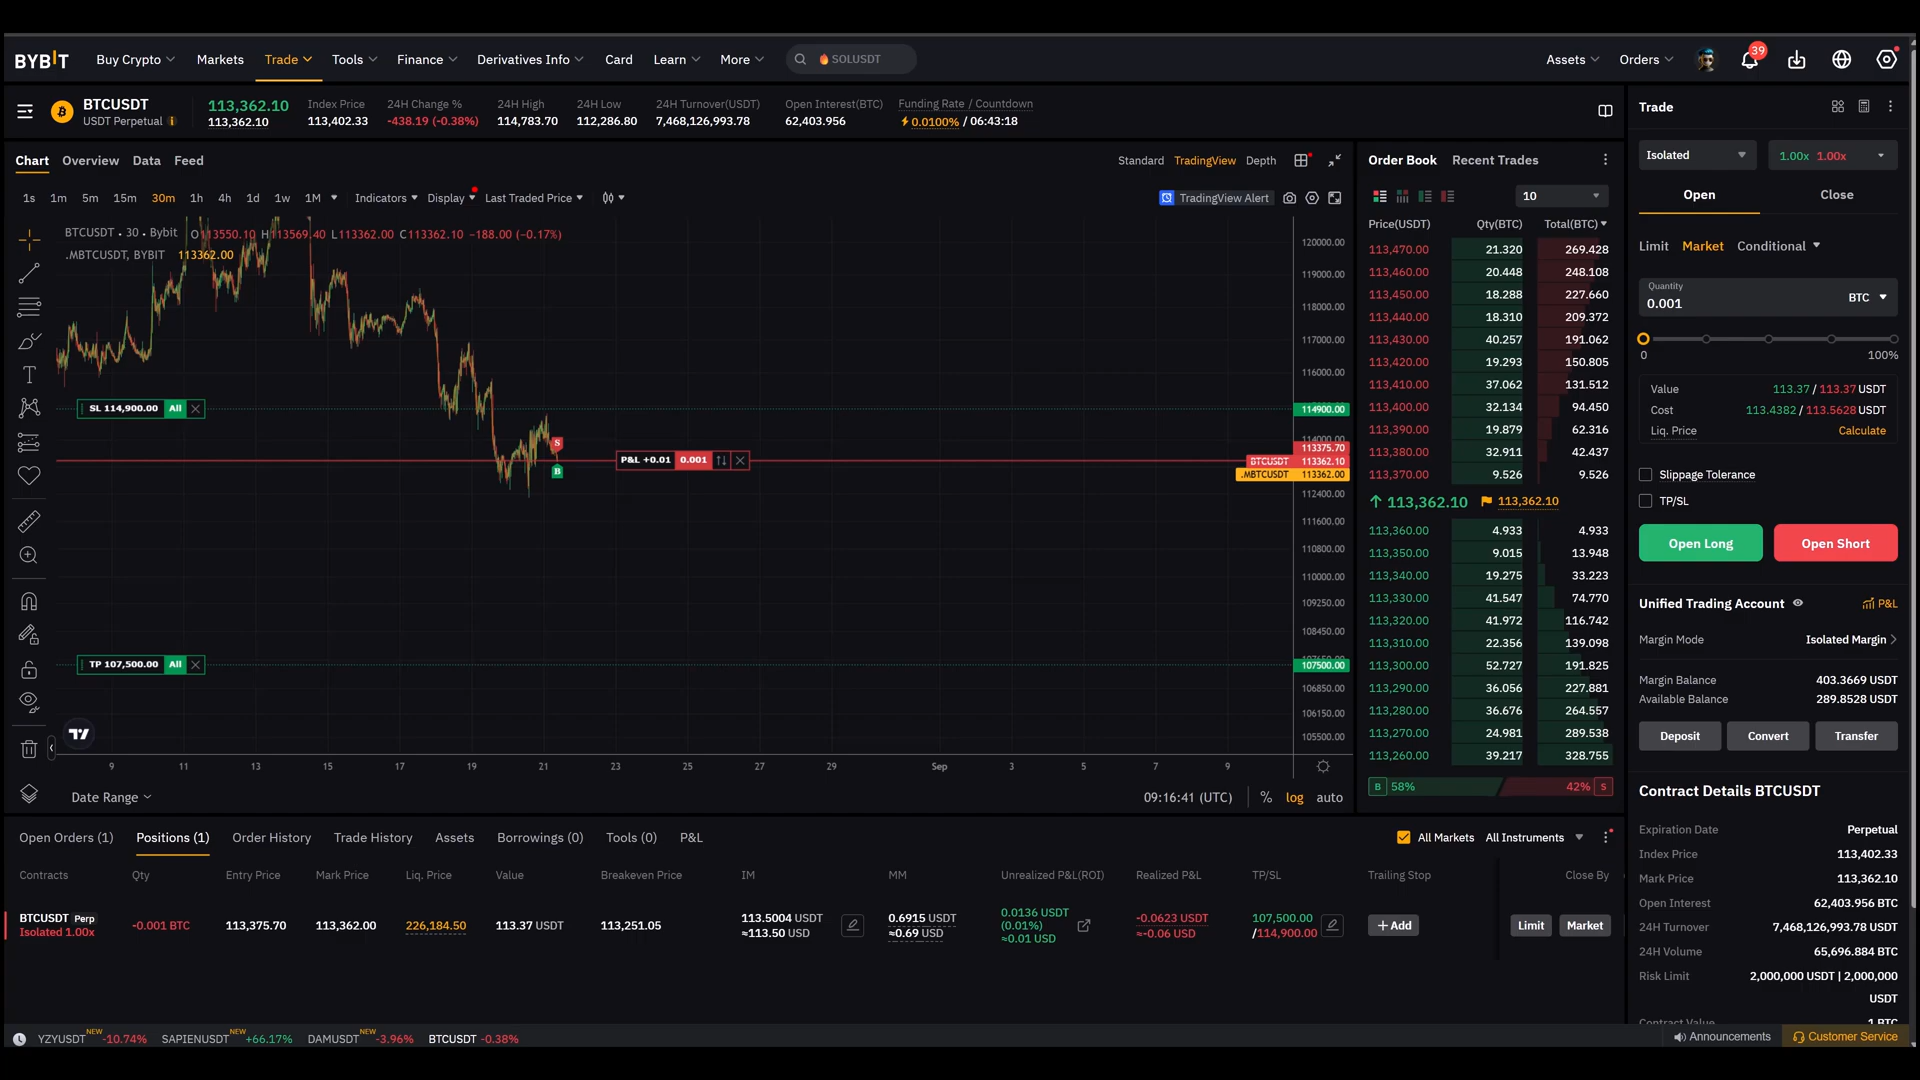 BYBIT Buy Crypto Markets Trade Tools Finance Derivatives Info Card Learn More SOLUSDT Assets Orders 39
BTCUSDT
USDT Perpetual
113,362.10
113,362.10
Index Price
113,402.33
24H Change %
-438.19 (-0.38%)
24H High
114,783.70
24H Low
112,286.80
24H Turnover(USDT)
7,468,126,993.78
Open Interest(BTC)
62,403.956
Funding Rate / Countdown
0.0100% / 06:43:18
Chart Overview Data Feed
Standard TradingView Depth
1s 1m 5m 15m 30m 1h 4h 1d 1w 1M Indicators Display Last Traded Price
TradingView Alert
BTCUSDT • 30 • Bybit O113550.10 H113569.40 L113362.00 C113362.10 −188.00 (−0.17%)
.MBTCUSDT, BYBIT 113362.00
SL 114,900.00 All
S
B
P&L +0.01 0.001
TP 107,500.00 All
120000.00
119000.00
118000.00
117000.00
116000.00
114900.00
114000.00
113375.70
BTCUSDT 113362.10
.MBTCUSDT 113362.00
112400.00
111600.00
110800.00
110000.00
109250.00
108450.00
107500.00
106850.00
106150.00
105500.00
9 11 13 15 17 19 21 23 25 27 29 Sep 3 5 7 9
Date Range
09:16:41 (UTC) % log auto
Order Book Recent Trades
10
Price(USDT) Qty(BTC) Total(BTC)
113,470.00 21.320 269.428
113,460.00 20.448 248.108
113,450.00 18.288 227.660
113,440.00 18.310 209.372
113,430.00 40.257 191.062
113,420.00 19.293 150.805
113,410.00 37.062 131.512
113,400.00 32.134 94.450
113,390.00 19.879 62.316
113,380.00 32.911 42.437
113,370.00 9.526 9.526
113,362.10 113,362.10
113,360.00 4.933 4.933
113,350.00 9.015 13.948
113,340.00 19.275 33.223
113,330.00 41.547 74.770
113,320.00 41.972 116.742
113,310.00 22.356 139.098
113,300.00 52.727 191.825
113,290.00 36.056 227.881
113,280.00 36.676 264.557
113,270.00 24.981 289.538
113,260.00 39.217 328.755
B 58% 42% S
Trade
Isolated 1.00x 1.00x
Open Close
Limit Market Conditional
Quantity
0.001 BTC
0 100%
Value 113.37 / 113.37 USDT
Cost 113.4382 / 113.5628 USDT
Liq. Price Calculate
Slippage Tolerance
TP/SL
Open Long Open Short
Unified Trading Account P&L
Margin Mode Isolated Margin
Margin Balance 403.3669 USDT
Available Balance 289.8528 USDT
Deposit Convert Transfer
Contract Details BTCUSDT
Expiration Date Perpetual
Index Price 113,402.33
Mark Price 113,362.10
Open Interest 62,403.956 BTC
24H Turnover 7,468,126,993.78 USDT
24H Volume 65,696.884 BTC
Risk Limit 2,000,000 USDT | 2,000,000
USDT
Contract Value 1 BTC
Open Orders (1) Positions (1) Order History Trade History Assets Borrowings (0) Tools (0) P&L
All Markets All Instruments
Contracts Qty Entry Price Mark Price Liq. Price Value Breakeven Price IM MM Unrealized P&L(ROI) Realized P&L TP/SL Trailing Stop Close By
BTCUSDT Perp
Isolated 1.00x
-0.001 BTC 113,375.70 113,362.00 226,184.50 113.37 USDT 113,251.05
113.5004 USDT
≈113.50 USD
0.6915 USDT
≈0.69 USD
0.0136 USDT
(0.01%)
≈0.01 USD
-0.0623 USDT
≈-0.06 USD
107,500.00
/114,900.00
+ Add
Limit Market
YZYUSDT NEW -10.74% SAPIENUSDT NEW +66.17% DAMUSDT NEW -3.96% BTCUSDT -0.38%
Announcements Customer Service